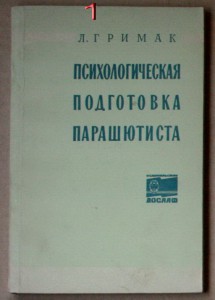 1
Л. ГРИМАК
ПСИХОЛОГИЧЕСКАЯ
ПОДГОТОВКА
ПАРАШЮТИСТА
ДОСААФ